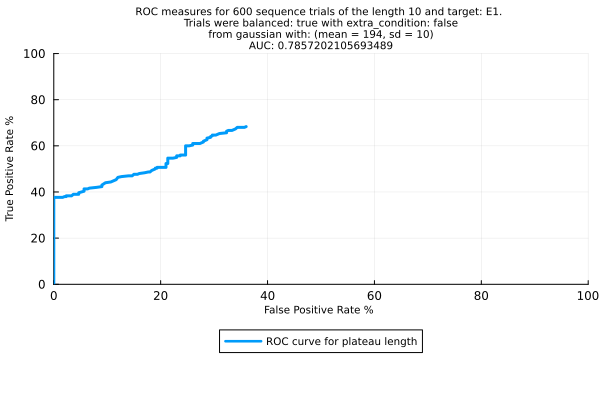 ROC measures for 600 sequence trials of the length 10 and target: E1.
Trials were balanced: true with extra_condition: false
from gaussian with: (mean = 194, sd = 10)
AUC: 0.7857202105693489
100
80
60
40
20
0
True Positive Rate %
0 20 40 60 80 100
False Positive Rate %
ROC curve for plateau length